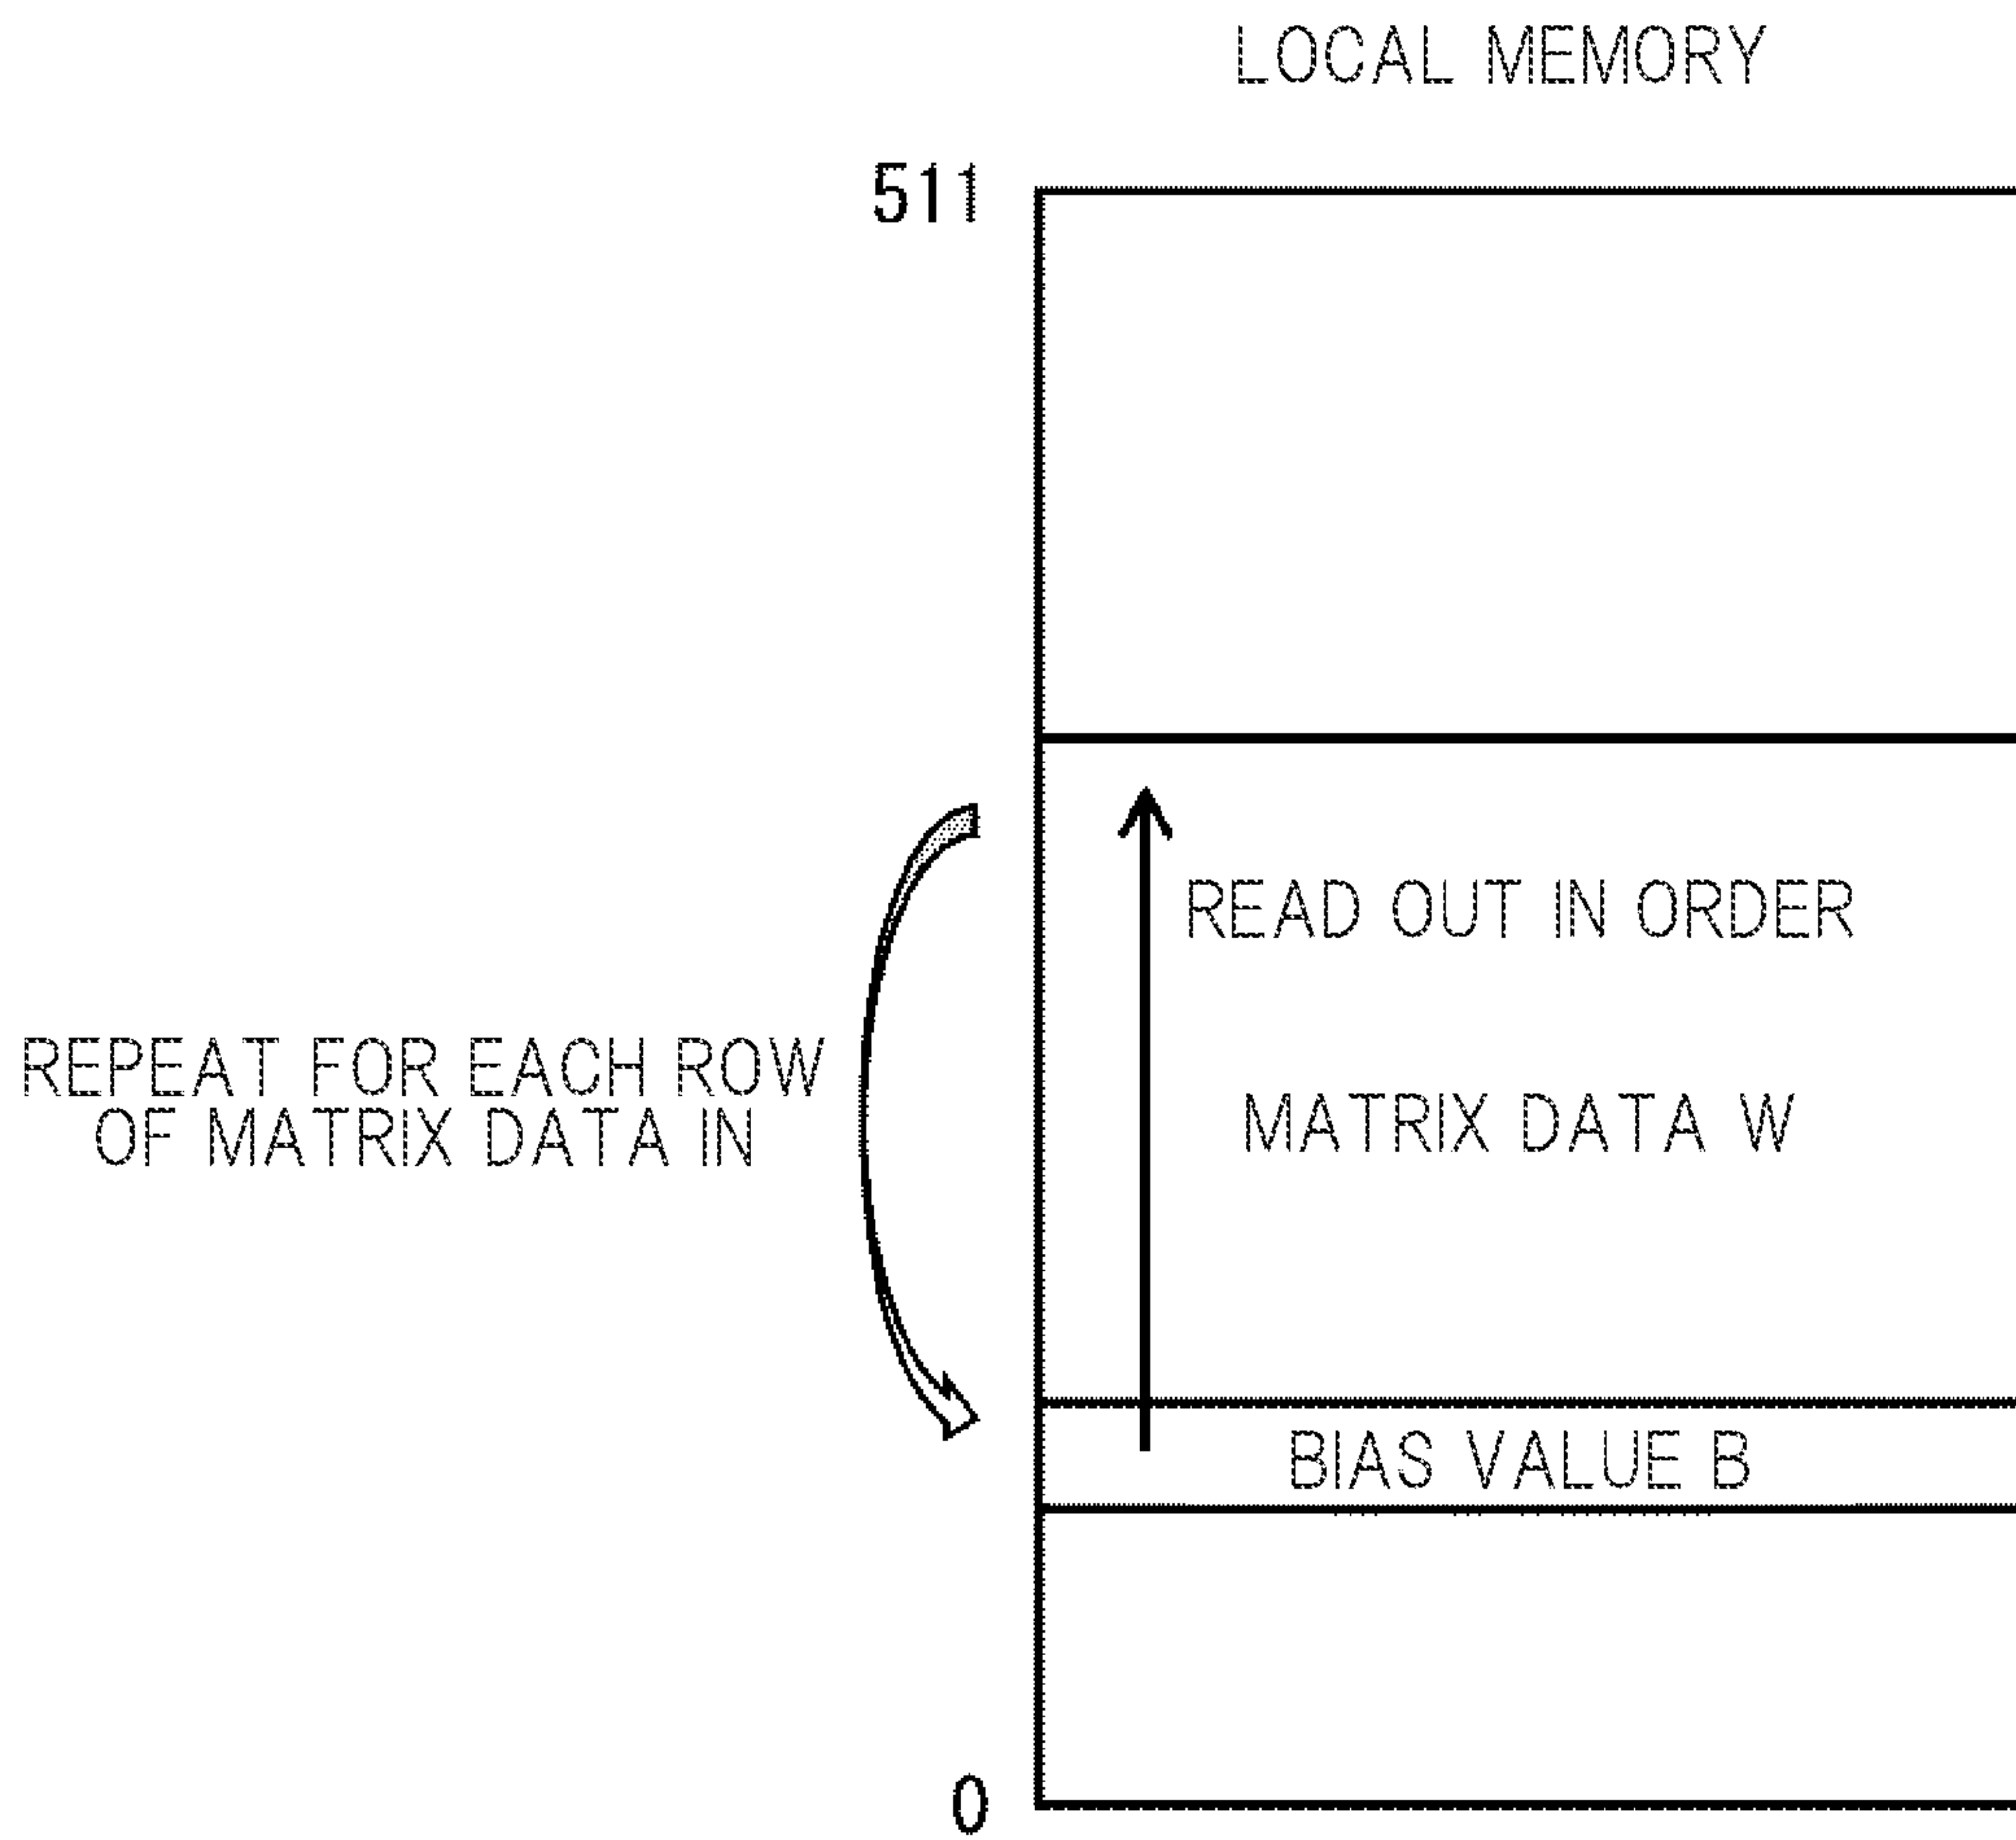 LOCAL MEMORY
511
READ OUT IN ORDER
REPEAT FOR EACH ROW
OF MATRIX DATA IN
MATRIX DATA W
BIAS VALUE B
0